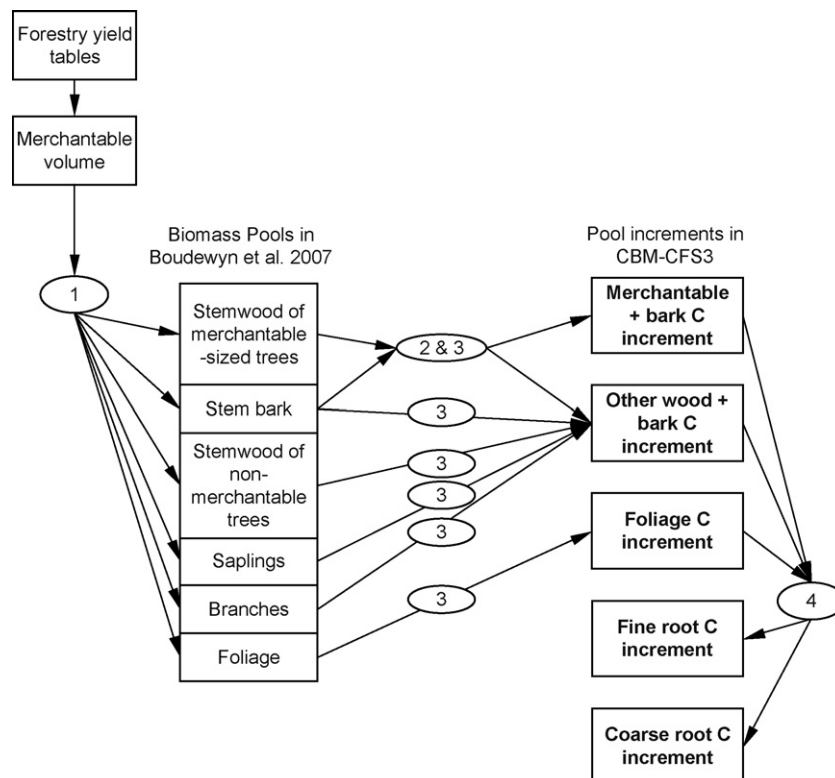 Forestry yield
tables
Merchantable
volume
1
Biomass Pools in
Boudewyn et al. 2007
Stemwood of
merchantable
-sized trees
Stem bark
Stemwood of
non-
merchantable
trees
Saplings
Branches
Foliage
2 & 3
3
3
3
3
3
Pool increments in
CBM-CFS3
Merchantable
+ bark C
increment
Other wood +
bark C
increment
Foliage C
increment
Fine root C
increment
Coarse root C
increment
4